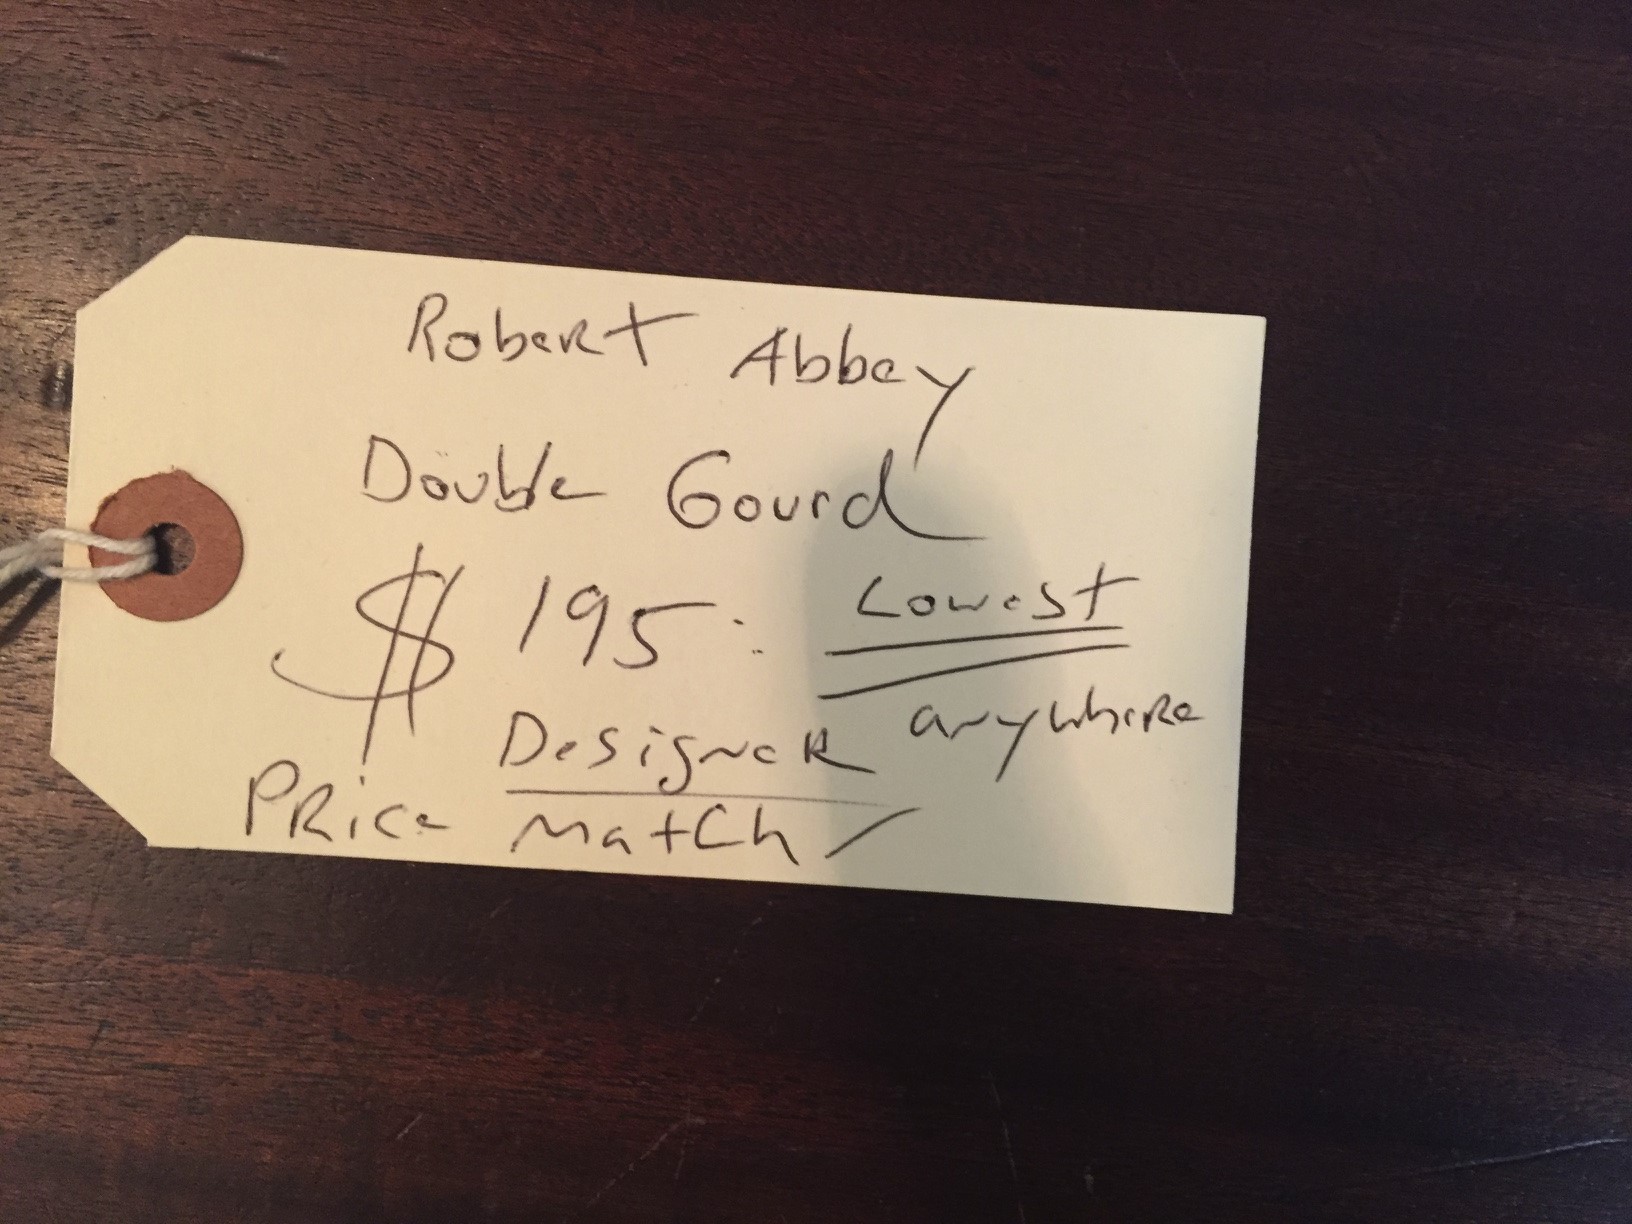 Robert Abbey
Double Gourd
$ 195: Lowest
anywhere
Designer
Price Match